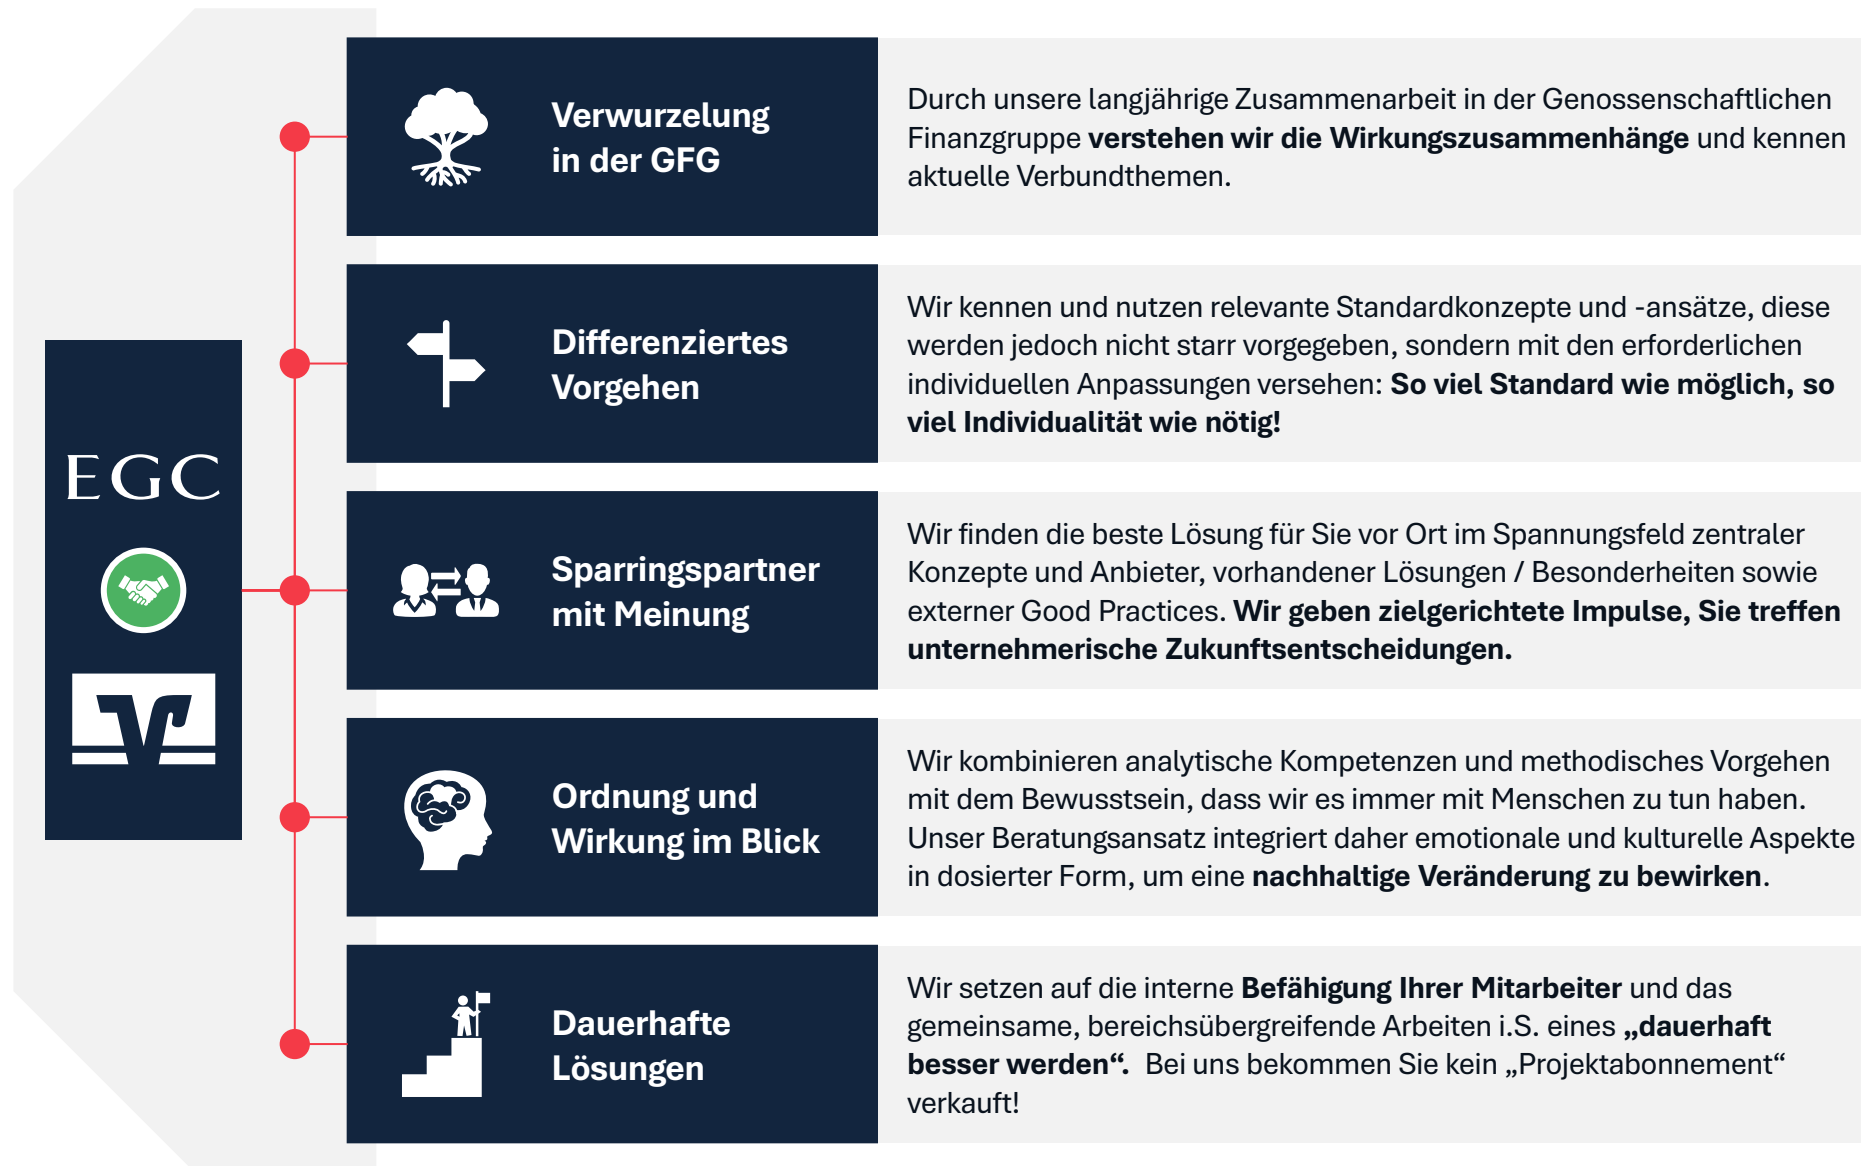 EGC
Verwurzelung
in der GFG
Durch unsere langjährige Zusammenarbeit in der Genossenschaftlichen
Finanzgruppe verstehen wir die Wirkungszusammenhänge und kennen
aktuelle Verbundthemen.
Differenziertes
Vorgehen
Wir kennen und nutzen relevante Standardkonzepte und -ansätze, diese
werden jedoch nicht starr vorgegeben, sondern mit den erforderlichen
individuellen Anpassungen versehen: So viel Standard wie möglich, so
viel Individualität wie nötig!
Sparringspartner
mit Meinung
Wir finden die beste Lösung für Sie vor Ort im Spannungsfeld zentraler
Konzepte und Anbieter, vorhandener Lösungen / Besonderheiten sowie
externer Good Practices. Wir geben zielgerichtete Impulse, Sie treffen
unternehmerische Zukunftsentscheidungen.
Ordnung und
Wirkung im Blick
Wir kombinieren analytische Kompetenzen und methodisches Vorgehen
mit dem Bewusstsein, dass wir es immer mit Menschen zu tun haben.
Unser Beratungsansatz integriert daher emotionale und kulturelle Aspekte
in dosierter Form, um eine nachhaltige Veränderung zu bewirken.
Dauerhafte
Lösungen
Wir setzen auf die interne Befähigung Ihrer Mitarbeiter und das
gemeinsame, bereichsübergreifende Arbeiten i.S. eines „dauerhaft
besser werden“.  Bei uns bekommen Sie kein „Projektabonnement“
verkauft!